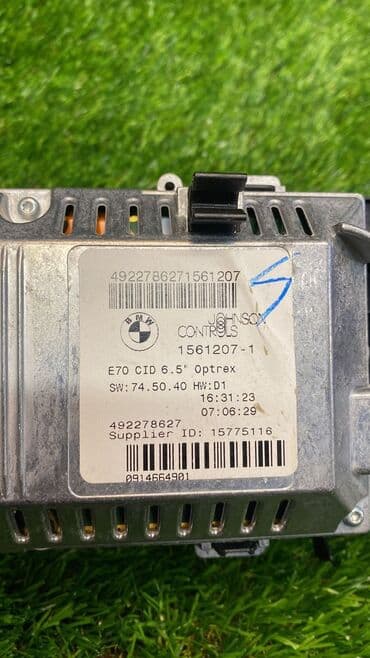 4922786271561207
BMW
JOHNSON
CONTROLS
1561207-1
E70 CID 6.5" Optrex
SW:74.50.40 HW:D1
16:31:23
07:06:29
492278627
Supplier ID: 15775116
0914664901